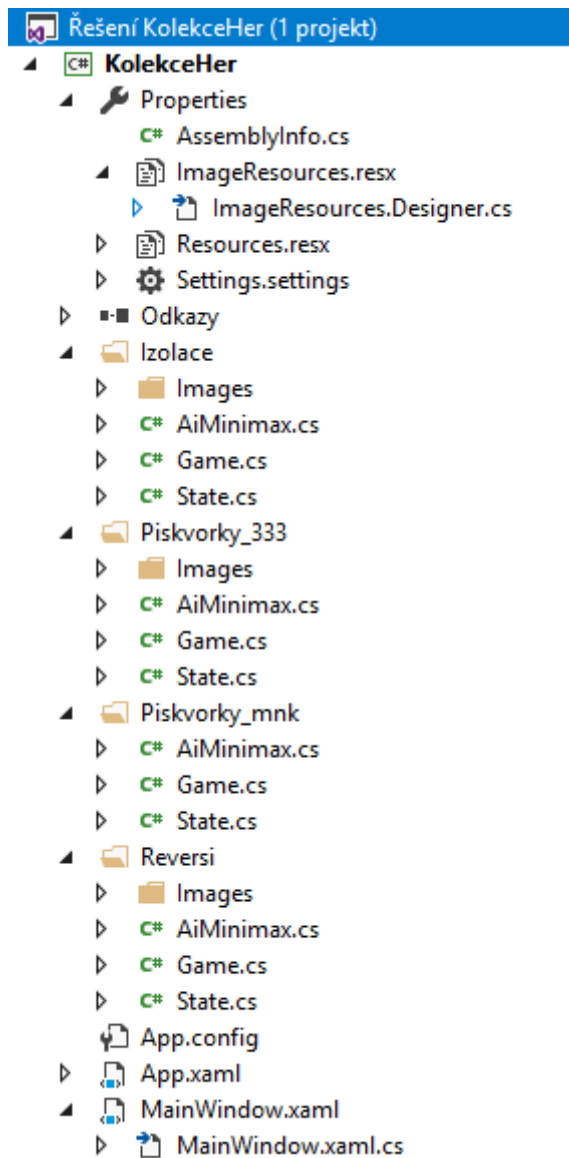 Řešení KolekceHer (1 projekt)
C# KolekceHer
Properties
C# AssemblyInfo.cs
ImageResources.resx
ImageResources.Designer.cs
Resources.resx
Settings.settings
Odkazy
Izolace
Images
C# AiMinimax.cs
C# Game.cs
C# State.cs
Piskvorky_333
Images
C# AiMinimax.cs
C# Game.cs
C# State.cs
Piskvorky_mnk
C# AiMinimax.cs
C# Game.cs
C# State.cs
Reversi
Images
C# AiMinimax.cs
C# Game.cs
C# State.cs
App.config
App.xaml
MainWindow.xaml
MainWindow.xaml.cs